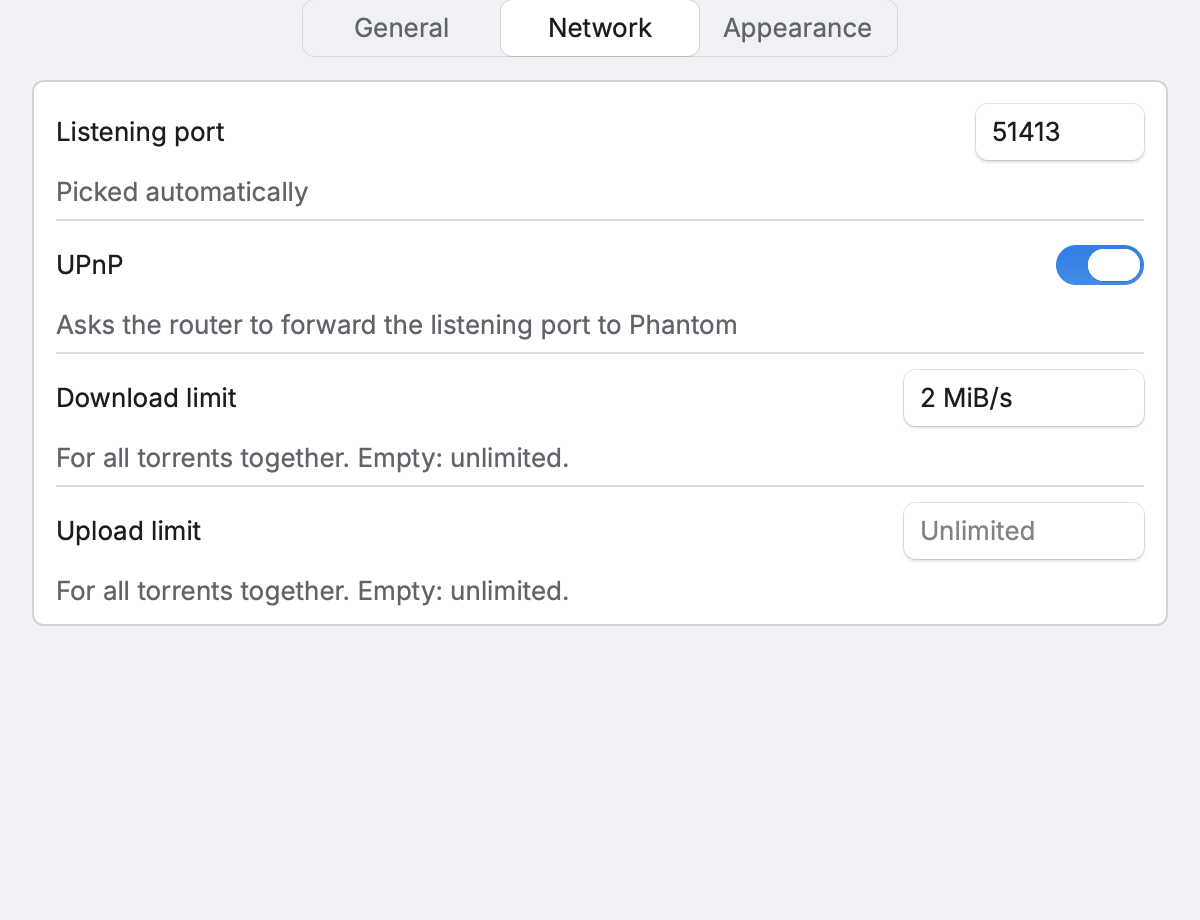 General
Network
Appearance
Listening port
51413
Picked automatically
UPnP
Asks the router to forward the listening port to Phantom
Download limit
2 MiB/s
For all torrents together. Empty: unlimited.
Upload limit
Unlimited
For all torrents together. Empty: unlimited.